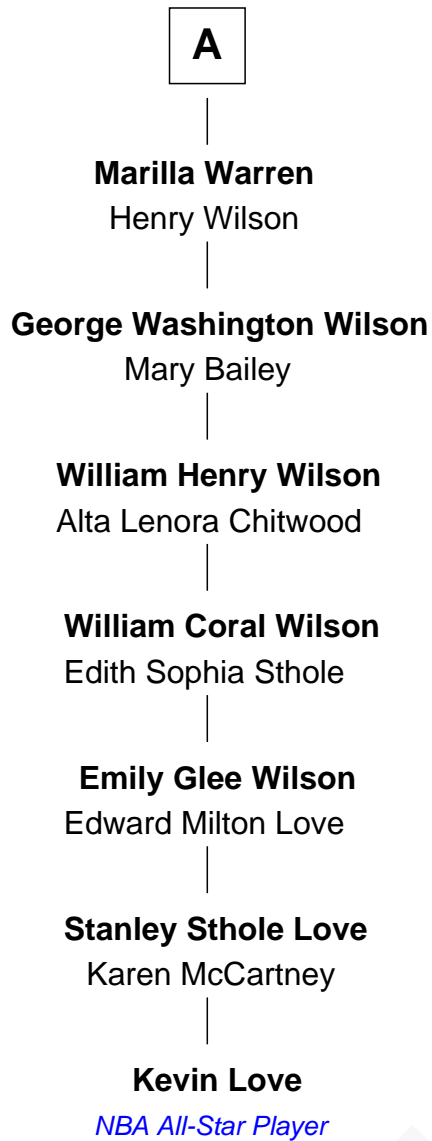 A
Marilla Warren
Henry Wilson
George Washington Wilson
Mary Bailey
William Henry Wilson
Alta Lenora Chitwood
William Coral Wilson
Edith Sophia Sthole
Emily Glee Wilson
Edward Milton Love
Stanley Sthole Love
Karen McCartney
Kevin Love
NBA All-Star Player